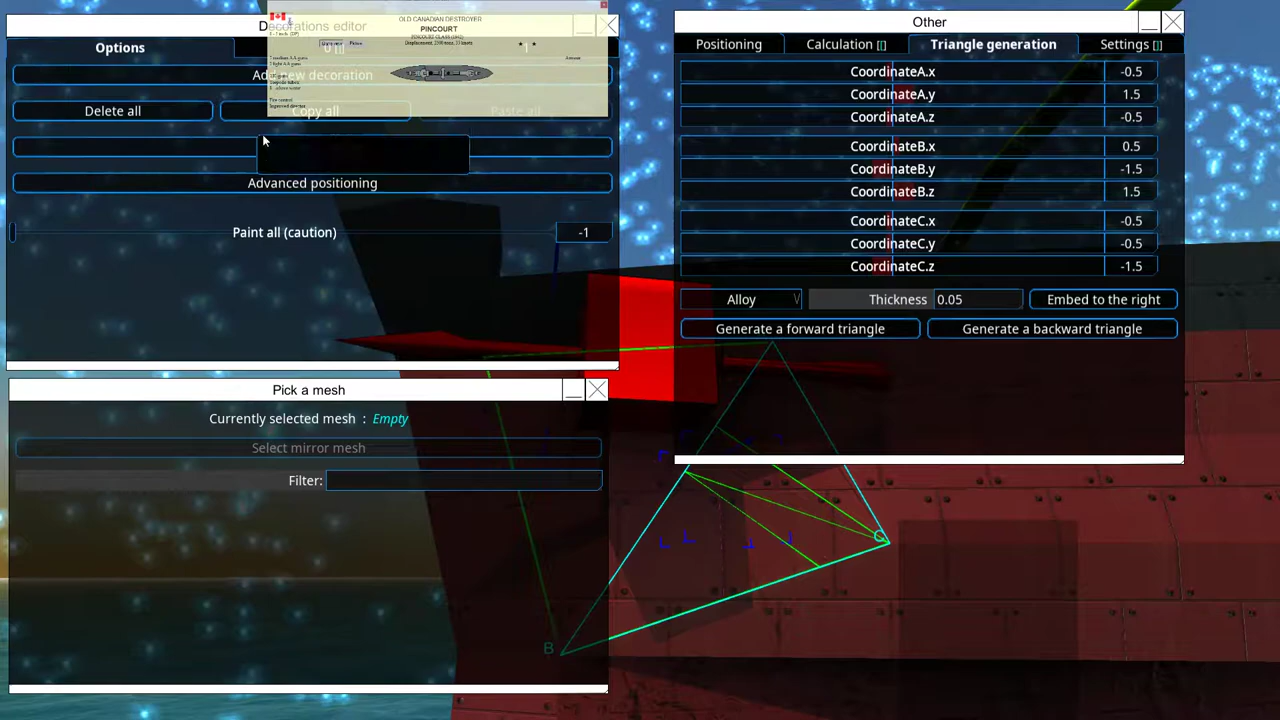 Decorations editor
Options
Add new decoration
Delete all
Copy all
Paste all
Advanced positioning
Paint all (caution)
-1
OLD CANADIAN DESTROYER
PINCOURT
PINCOURT CLASS (1942)
Pick a mesh
Currently selected mesh : Empty
Select mirror mesh
Filter:
Other
Positioning
Calculation []
Triangle generation
Settings []
CoordinateA.x -0.5
CoordinateA.y 1.5
CoordinateA.z -0.5
CoordinateB.x 0.5
CoordinateB.y -1.5
CoordinateB.z 1.5
CoordinateC.x -0.5
CoordinateC.y -0.5
CoordinateC.z -1.5
Alloy V
Thickness 0.05
Embed to the right
Generate a forward triangle
Generate a backward triangle
C
B